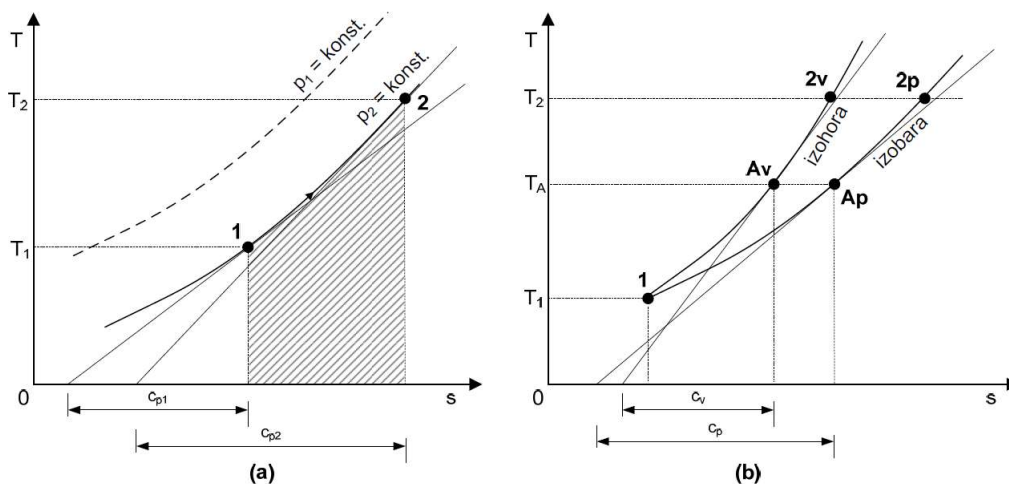 T
p₁ = konst.
p₂ = konst.
T₂
2
1
T₁
0
s
cₚ₁
cₚ₂
(a)
T
2v
2p
T₂
izohora
izobara
Av
T_A
Ap
1
T₁
0
s
cᵥ
cₚ
(b)